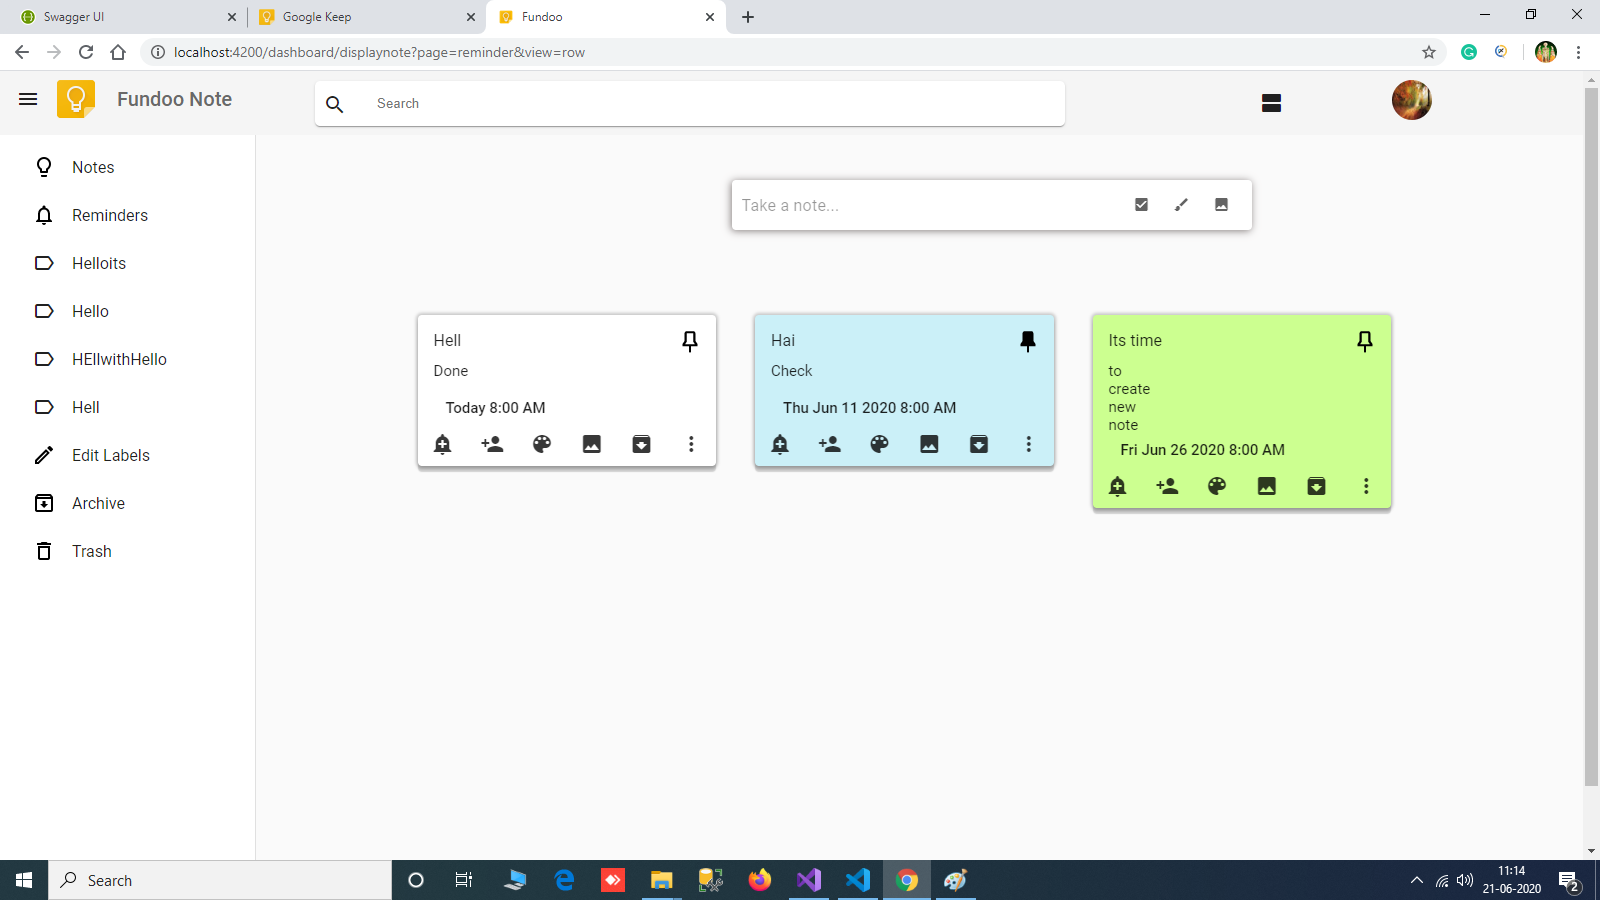 Swagger UI
Google Keep
Fundoo
localhost:4200/dashboard/displaynote?page=reminder&view=row
Fundoo Note
Search
Notes
Reminders
Helloits
Hello
HEllwithHello
Hell
Edit Labels
Archive
Trash
Take a note...
Hell
Done
Today 8:00 AM
Hai
Check
Thu Jun 11 2020 8:00 AM
Its time
to
create
new
note
Fri Jun 26 2020 8:00 AM
Search
11:14
21-06-2020
2